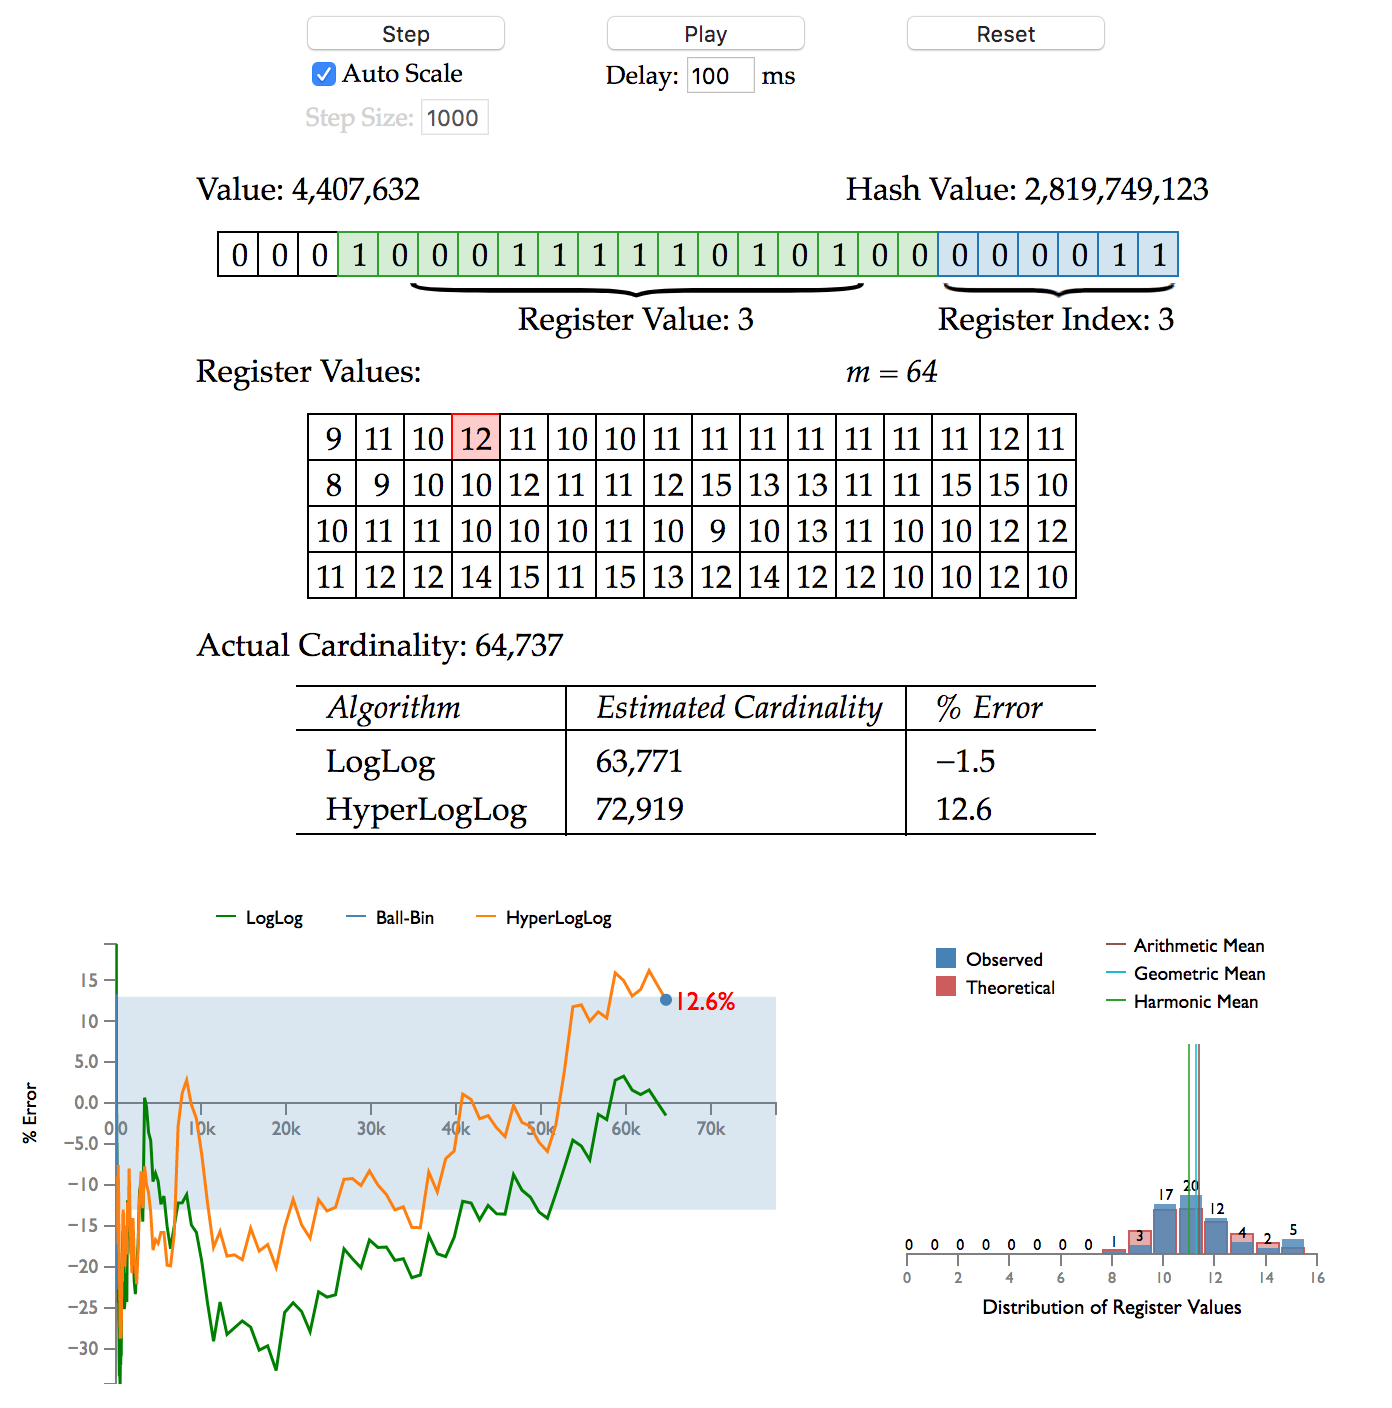 Step Play Reset
Auto Scale Delay: 100 ms
Step Size: 1000
Value: 4,407,632 Hash Value: 2,819,749,123
0 0 0 1 0 0 0 1 1 1 1 1 0 1 0 1 0 0 0 0 0 0 1 1
Register Value: 3 Register Index: 3
Register Values: m = 64
9 11 10 12 11 10 10 11 11 11 11 11 11 11 12 11
8 9 10 10 12 11 11 12 15 13 13 11 11 15 15 10
10 11 11 10 10 10 11 10 9 10 13 11 10 10 12 12
11 12 12 14 15 11 15 13 12 14 12 12 10 10 12 10
Actual Cardinality: 64,737
Algorithm Estimated Cardinality % Error
LogLog 63,771 −1.5
HyperLogLog 72,919 12.6
LogLog Ball-Bin HyperLogLog
% Error
15
10
5.0
0.0
−5.0
−10
−15
−20
−25
−30
0.0 10k 20k 30k 40k 50k 60k 70k
12.6%
Observed
Theoretical
Arithmetic Mean
Geometric Mean
Harmonic Mean
0 0 0 0 0 0 0 0 1 3 17 20 12 4 2 5
0 2 4 6 8 10 12 14 16
Distribution of Register Values